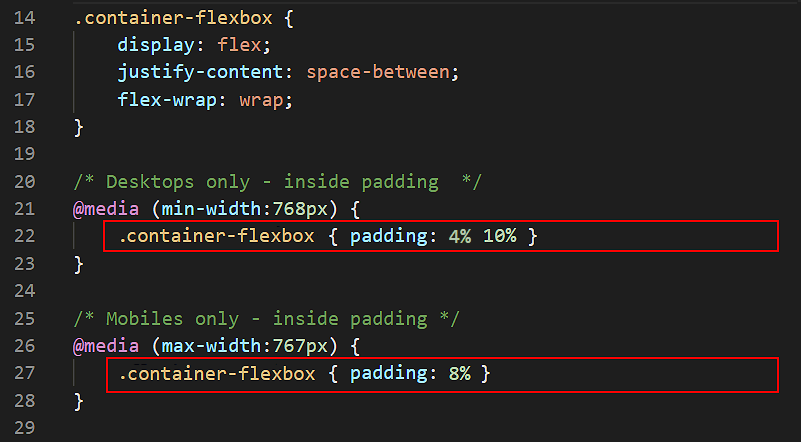 14 .container-flexbox {
15     display: flex;
16     justify-content: space-between;
17     flex-wrap: wrap;
18 }
19
20 /* Desktops only - inside padding  */
21 @media (min-width:768px) {
22     .container-flexbox { padding: 4% 10% }
23 }
24
25 /* Mobiles only - inside padding */
26 @media (max-width:767px) {
27     .container-flexbox { padding: 8% }
28 }
29